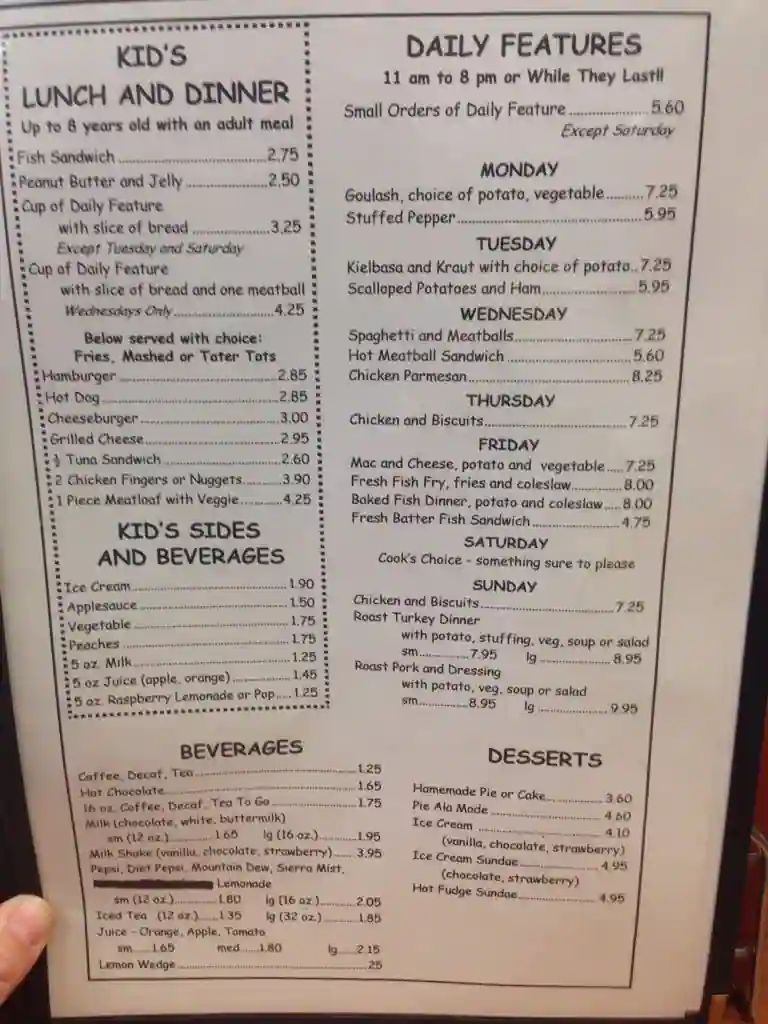 KID'S
LUNCH AND DINNER
Up to 8 years old with an adult meal
Fish Sandwich ........ 2.75
Peanut Butter and Jelly ........ 2.50
Cup of Daily Feature
with slice of bread ........ 3.25
Except Tuesday and Saturday
Cup of Daily Feature
with slice of bread and one meatball
Wednesdays Only ........ 4.25
Below served with choice:
Fries, Mashed or Tater Tots
Hamburger ........ 2.85
Hot Dog ........ 2.85
Cheeseburger ........ 3.00
Grilled Cheese ........ 2.95
½ Tuna Sandwich ........ 2.60
2 Chicken Fingers or Nuggets ........ 3.90
1 Piece Meatloaf with Veggie ........ 4.25
KID'S SIDES
AND BEVERAGES
Ice Cream ........ 1.90
Applesauce ........ 1.50
Vegetable ........ 1.75
Peaches ........ 1.75
5 oz. Milk ........ 1.25
5 oz Juice (apple, orange) ........ 1.45
5 oz. Raspberry Lemonade or Pop .... 1.25
DAILY FEATURES
11 am to 8 pm or While They Last!!
Small Orders of Daily Feature ........ 5.60
Except Saturday
MONDAY
Goulash, choice of potato, vegetable ........ 7.25
Stuffed Pepper ........ 5.95
TUESDAY
Kielbasa and Kraut with choice of potato.. 7.25
Scalloped Potatoes and Ham ........ 5.95
WEDNESDAY
Spaghetti and Meatballs ........ 7.25
Hot Meatball Sandwich ........ 5.60
Chicken Parmesan ........ 8.25
THURSDAY
Chicken and Biscuits ........ 7.25
FRIDAY
Mac and Cheese, potato and vegetable .... 7.25
Fresh Fish Fry, fries and coleslaw ........ 8.00
Baked Fish Dinner, potato and coleslaw .... 8.00
Fresh Batter Fish Sandwich ........ 4.75
SATURDAY
Cook's Choice - something sure to please
SUNDAY
Chicken and Biscuits ........ 7.25
Roast Turkey Dinner
with potato, stuffing, veg, soup or salad
sm ........ 7.95 lg ........ 8.95
Roast Pork and Dressing
with potato, veg, soup or salad
sm ........ 8.95 lg ........ 9.95
BEVERAGES
Coffee, Decaf, Tea ........ 1.25
Hot Chocolate ........ 1.65
16 oz. Coffee, Decaf, Tea To Go ........ 1.75
Milk (chocolate, white, buttermilk)
sm (12 oz.) ........ 1.65 lg (16 oz.) ........ 1.95
Milk Shake (vanilla, chocolate, strawberry) .... 3.95
Pepsi, Diet Pepsi, Mountain Dew, Sierra Mist,
Lemonade
sm (12 oz.) ........ 1.80 lg (16 oz.) ........ 2.05
Iced Tea (12 oz.) .... 1.35 lg (32 oz.) ........ 1.85
Juice - Orange, Apple, Tomato
sm .... 1.65 med .... 1.80 lg .... 2.15
Lemon Wedge ........ .25
DESSERTS
Homemade Pie or Cake ........ 3.60
Pie Ala Mode ........ 4.60
Ice Cream ........ 4.10
(vanilla, chocalate, strawberry)
Ice Cream Sundae ........ 4.95
(chocolate, strawberry)
Hot Fudge Sundae ........ 4.95